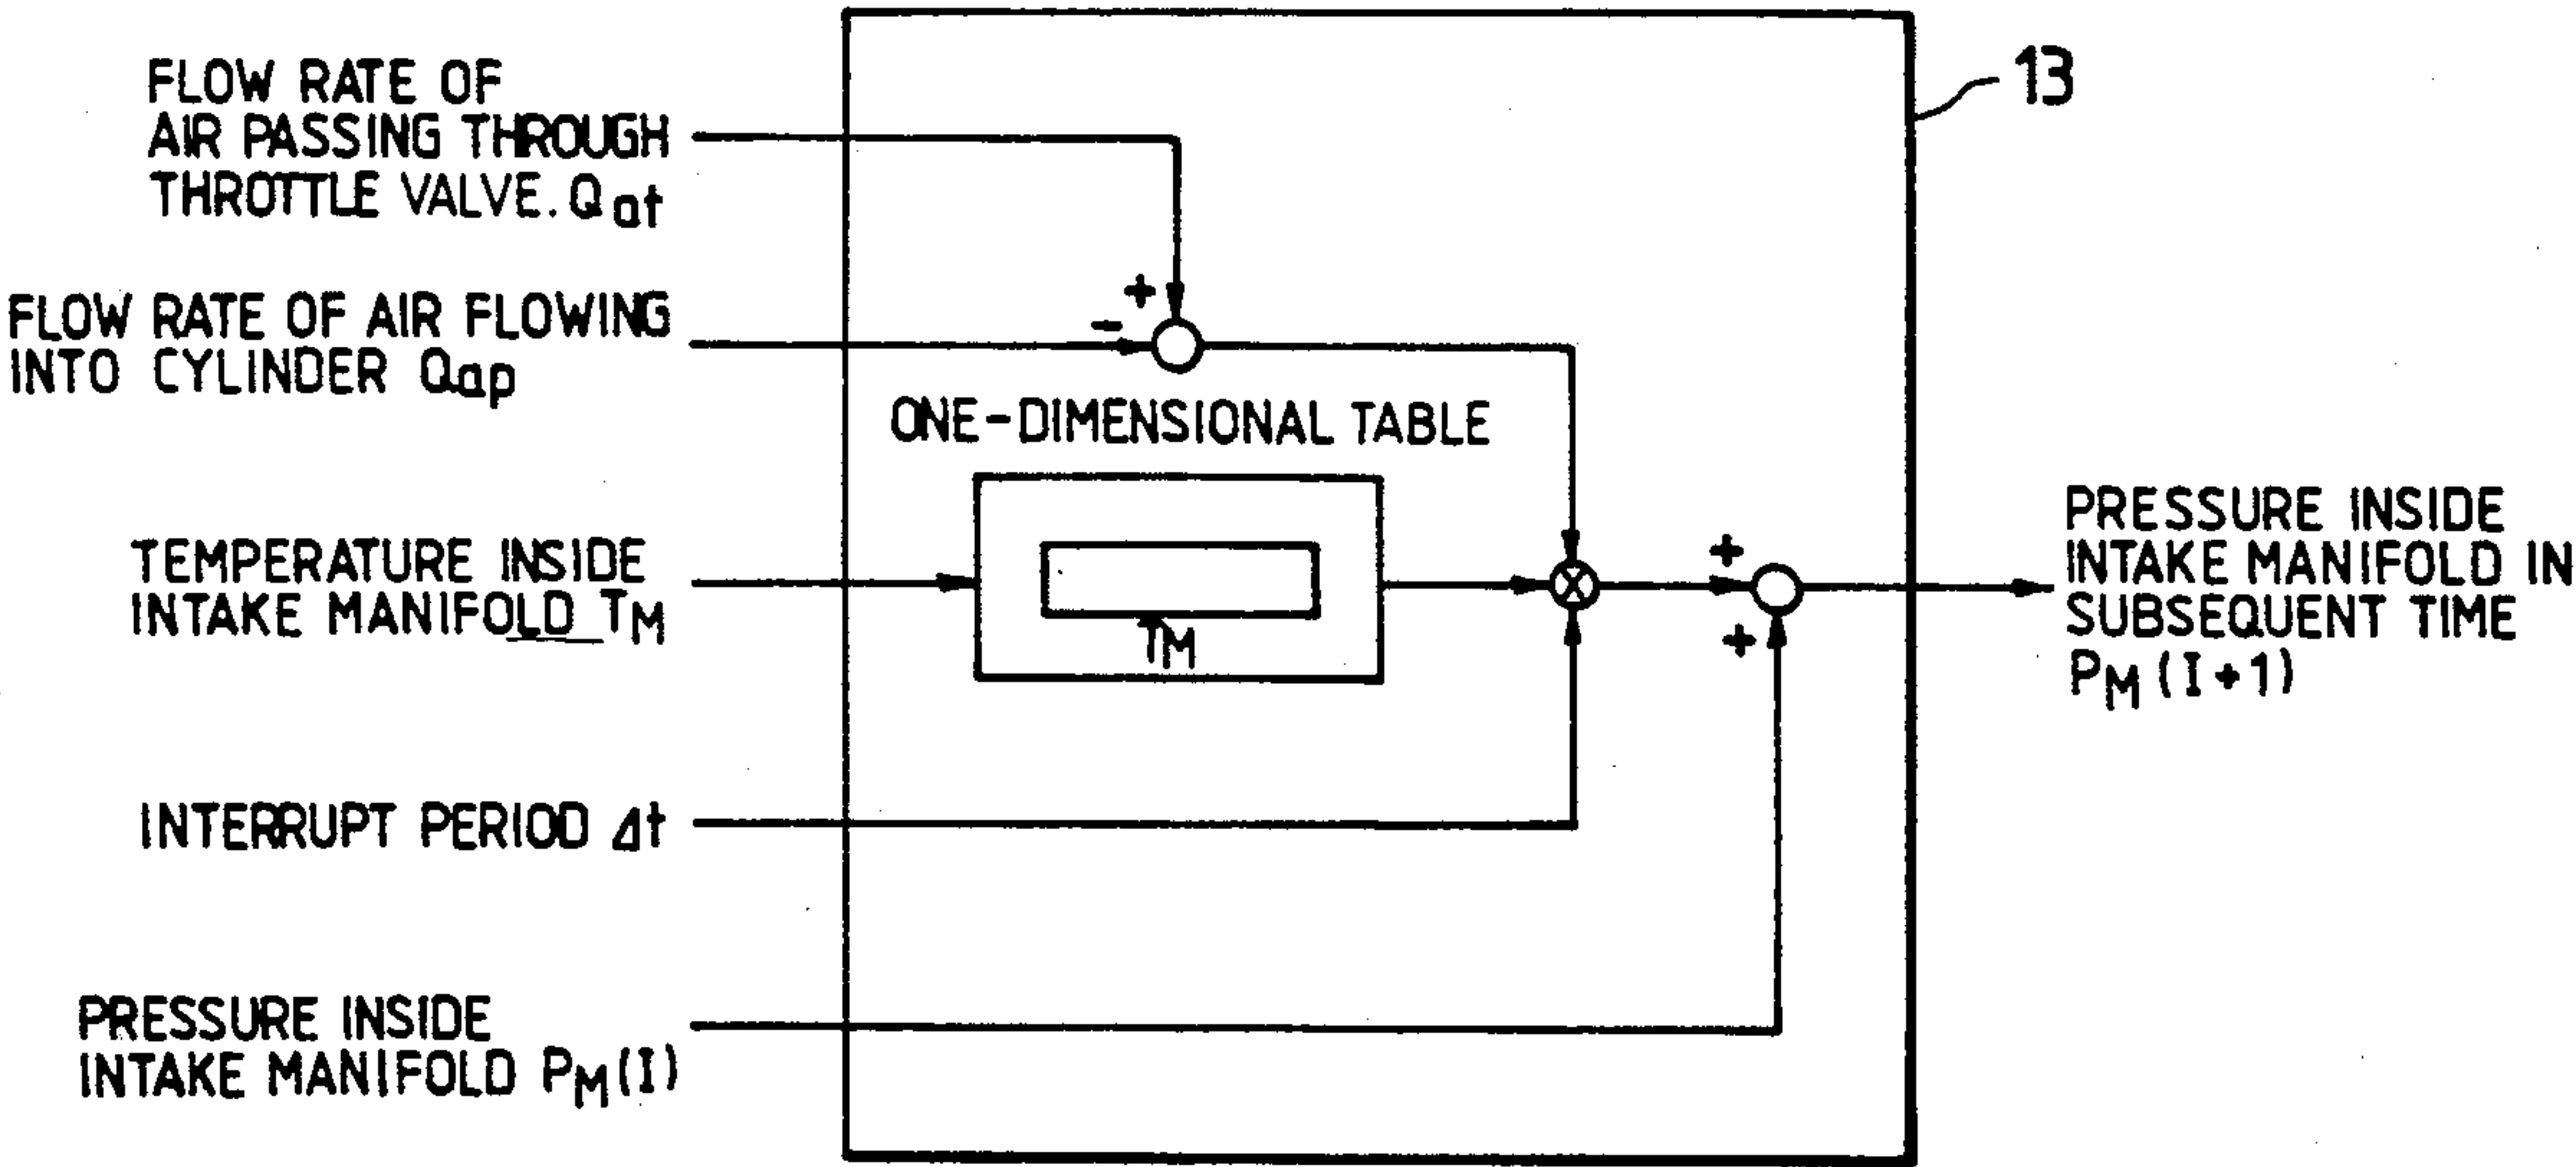 FLOW RATE OF
AIR PASSING THROUGH
THROTTLE VALVE. Qat
13
FLOW RATE OF AIR FLOWING
INTO CYLINDER Qap
+
-
ONE-DIMENSIONAL TABLE
TEMPERATURE INSIDE
INTAKE MANIFOLD TM
TM
+
+
PRESSURE INSIDE
INTAKE MANIFOLD IN
SUBSEQUENT TIME
PM (I+1)
INTERRUPT PERIOD Δt
PRESSURE INSIDE
INTAKE MANIFOLD PM(I)